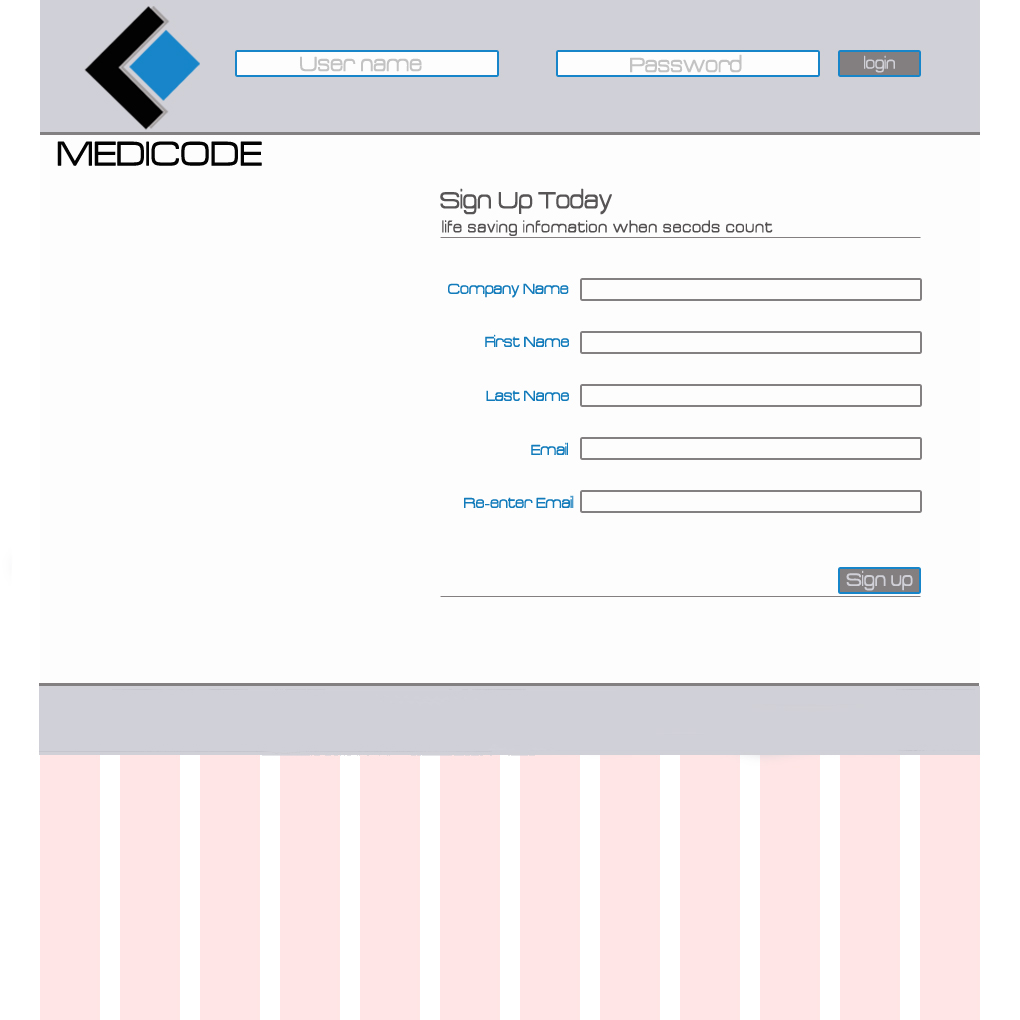 User name
Password
login
MEDICODE
Sign Up Today
life saving infomation when secods count
Company Name
First Name
Last Name
Email
Re-enter Email
Sign up